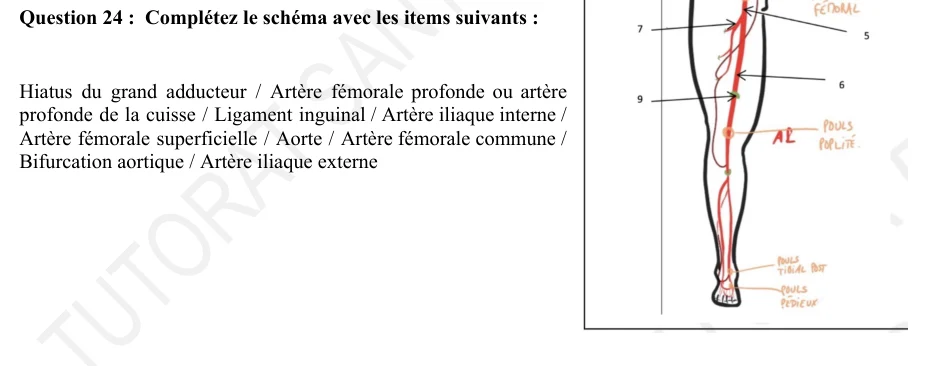 Question 24 : Complétez le schéma avec les items suivants :
Hiatus du grand adducteur / Artère fémorale profonde ou artère
profonde de la cuisse / Ligament inguinal / Artère iliaque interne /
Artère fémorale superficielle / Aorte / Artère fémorale commune /
Bifurcation aortique / Artère iliaque externe
FÉMORAL
7
5
6
9
POULS
POPLITÉ.
POULS
TIBIAL POST
POULS
PÉDIEUX
TUTORAT SAN